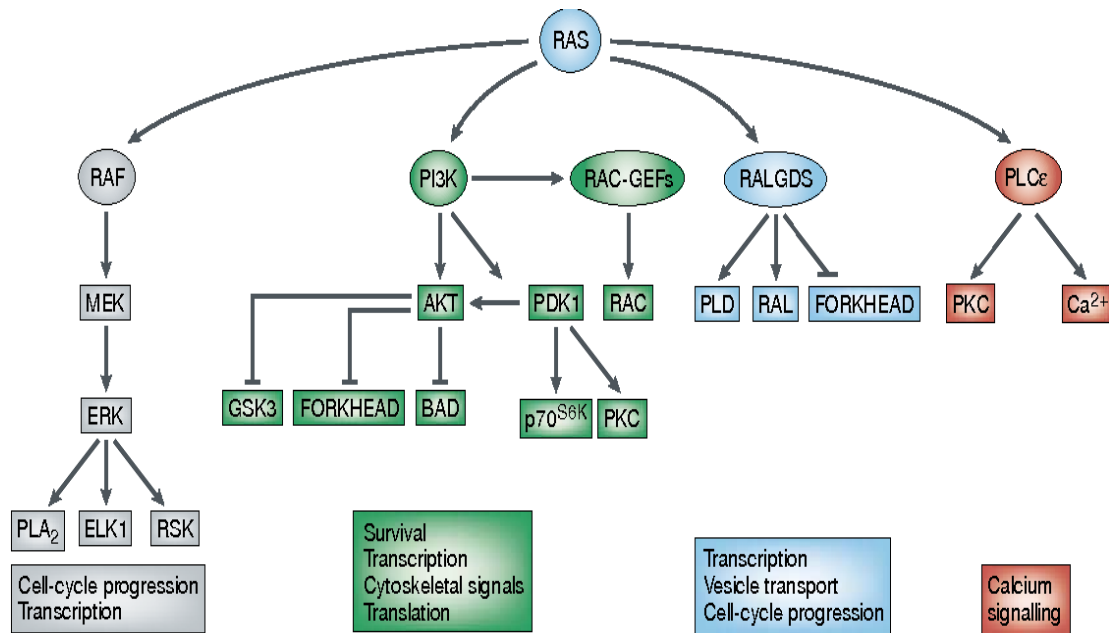 RAS
RAF
PI3K
RAC-GEFs
RALGDS
PLCε
MEK
AKT
PDK1
RAC
PLD
RAL
FORKHEAD
PKC
Ca²⁺
ERK
GSK3
FORKHEAD
BAD
p70ˢ⁶ᴷ
PKC
PLA₂
ELK1
RSK
Cell-cycle progression
Transcription
Survival
Transcription
Cytoskeletal signals
Translation
Transcription
Vesicle transport
Cell-cycle progression
Calcium
signalling